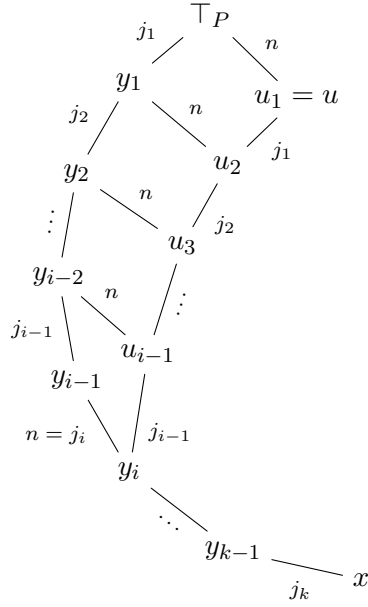 ⊤_P
j_1
n
y_1
u_1 = u
j_2
n
j_1
u_2
y_2
n
j_2
⋮
u_3
y_{i−2}
n
⋮
j_{i−1}
u_{i−1}
y_{i−1}
n = j_i
j_{i−1}
y_i
⋱
y_{k−1}
j_k
x